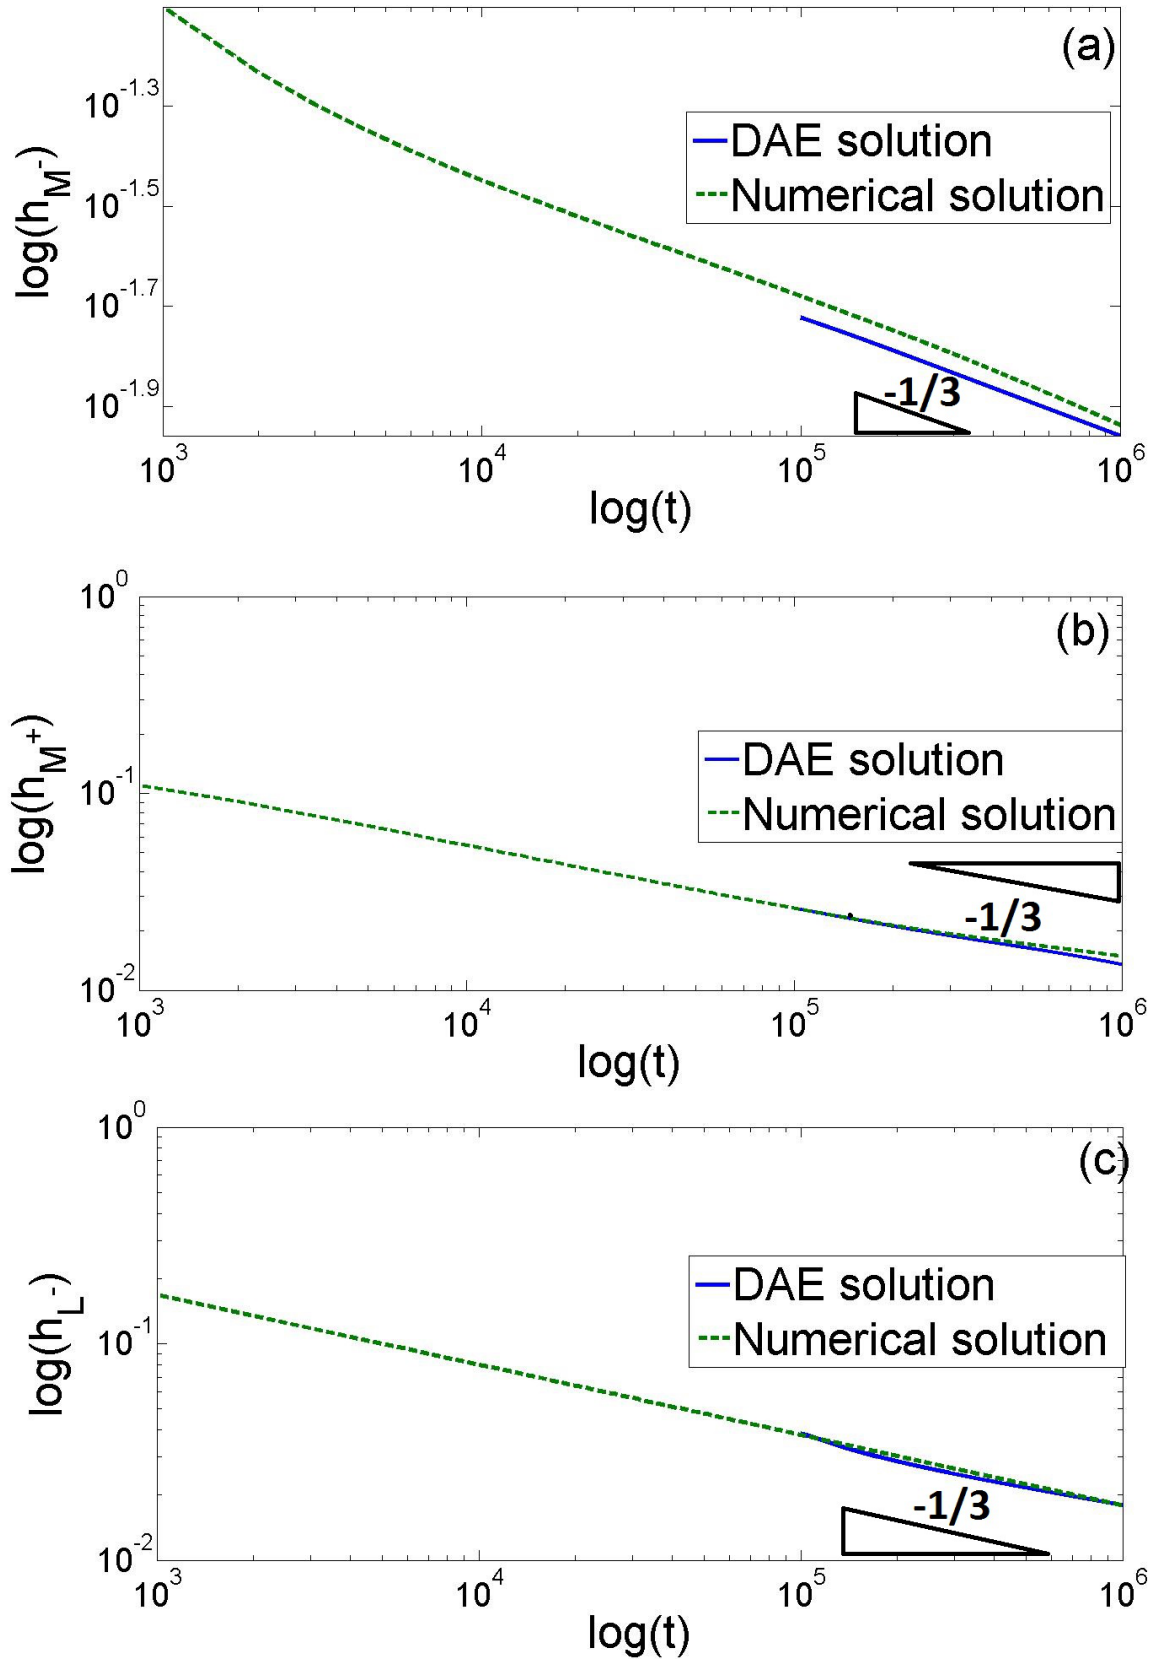 (a)
10^-1.3
10^-1.5
10^-1.7
10^-1.9
log(h_M^-)
DAE solution
Numerical solution
-1/3
10^3 10^4 10^5 10^6
log(t)
10^0
(b)
10^-1
10^-2
log(h_M^+)
DAE solution
Numerical solution
-1/3
10^3 10^4 10^5 10^6
log(t)
10^0
(c)
10^-1
10^-2
log(h_L^-)
DAE solution
Numerical solution
-1/3
10^3 10^4 10^5 10^6
log(t)